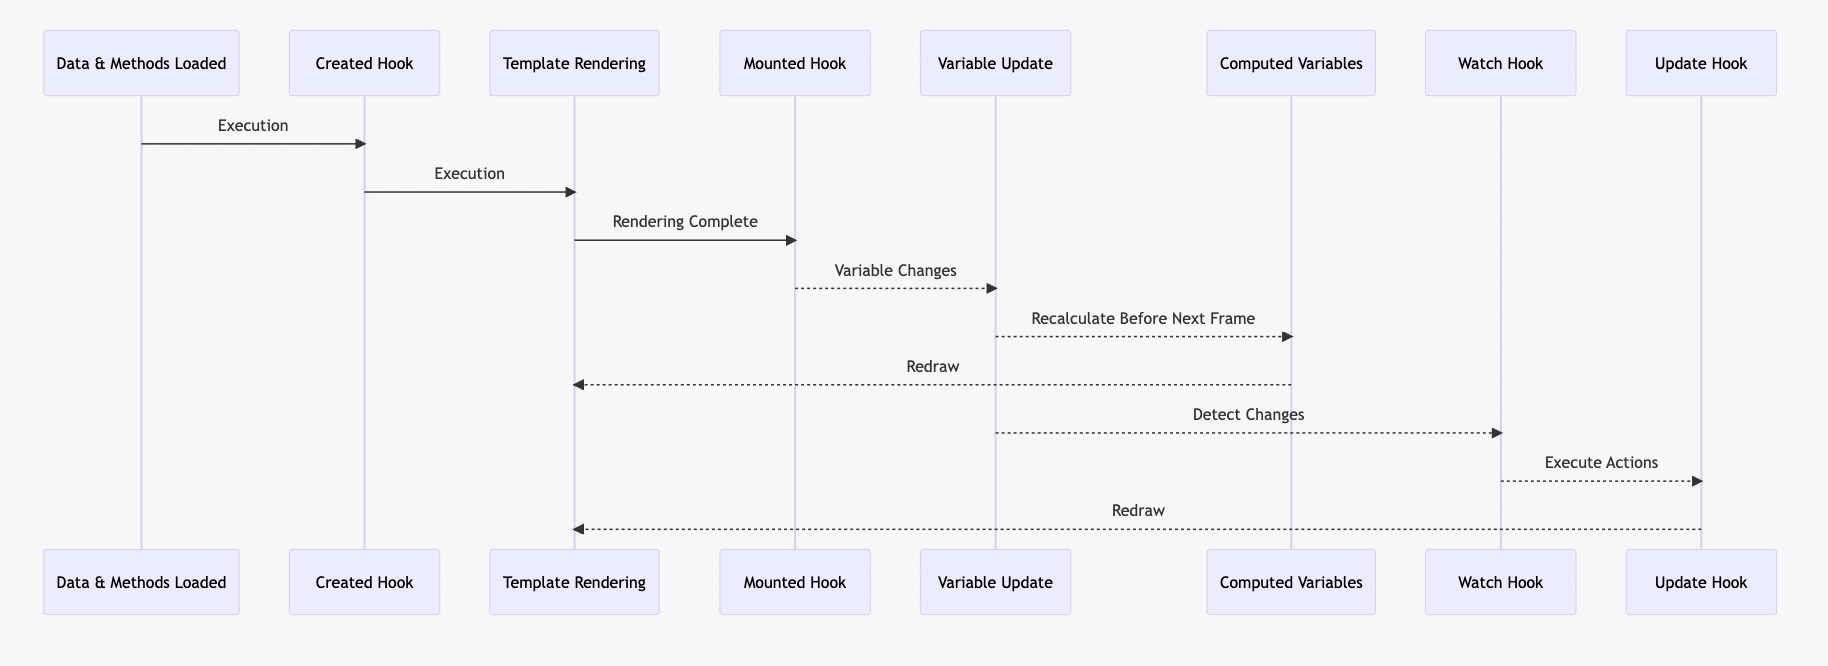 Data & Methods Loaded
Created Hook
Template Rendering
Mounted Hook
Variable Update
Computed Variables
Watch Hook
Update Hook
Execution
Execution
Rendering Complete
Variable Changes
Recalculate Before Next Frame
Redraw
Detect Changes
Execute Actions
Redraw
Data & Methods Loaded
Created Hook
Template Rendering
Mounted Hook
Variable Update
Computed Variables
Watch Hook
Update Hook